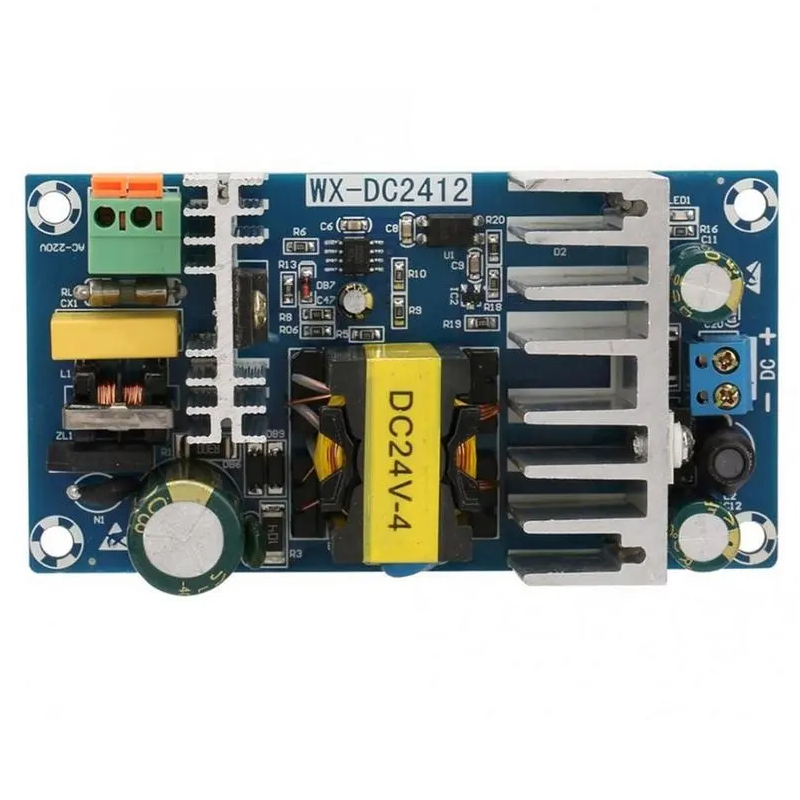 WX-DC2412
AC-220V
LED1
R6
C6
C8
R20
R16
C11
U1
D2
R13
DB7
R10
C9
RL
CX1
R8
C47
R9
IC2
R18
R06
R5
R19
C20
L1
+
DC
-
DC24V-4
ZL1
R1
DB9
DB6
N1
104
R3
C12